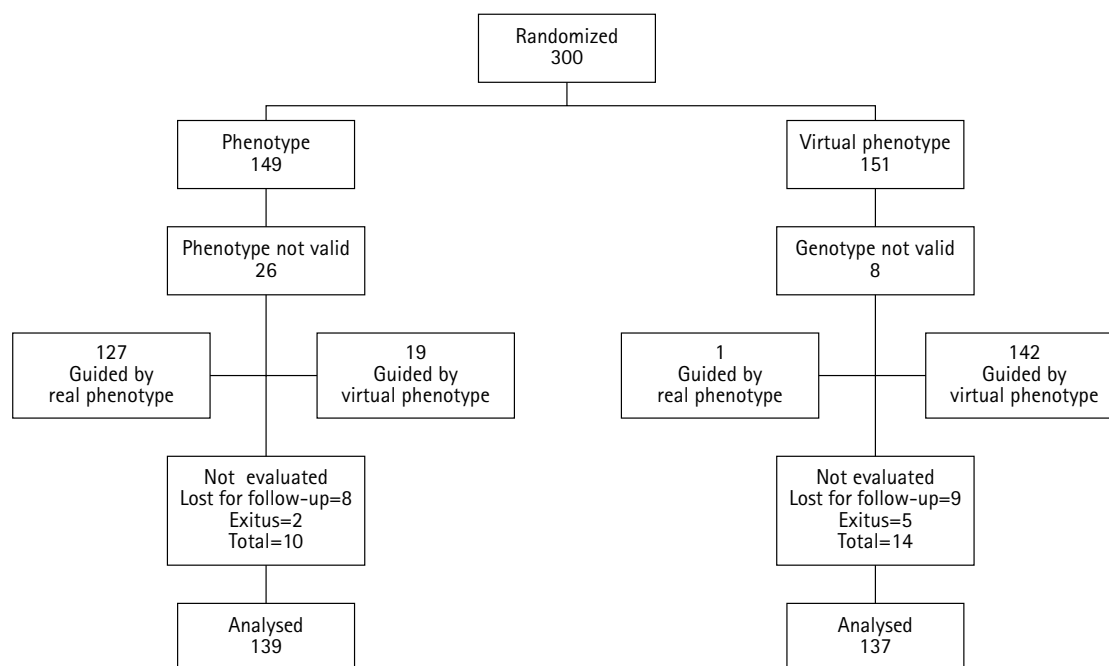 Randomized
300
Phenotype
149
Virtual phenotype
151
Phenotype not valid
26
Genotype not valid
8
127
Guided by
real phenotype
19
Guided by
virtual phenotype
1
Guided by
real phenotype
142
Guided by
virtual phenotype
Not evaluated
Lost for follow-up=8
Exitus=2
Total=10
Not evaluated
Lost for follow-up=9
Exitus=5
Total=14
Analysed
139
Analysed
137